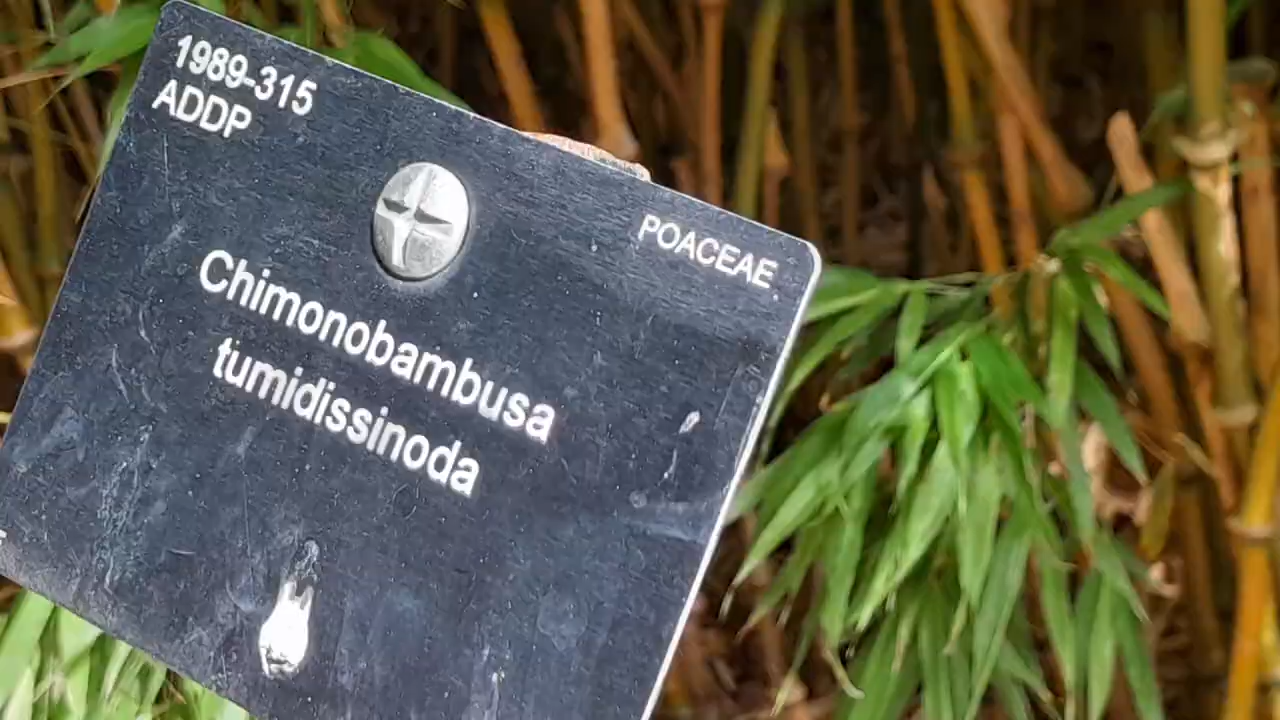 1989-315
ADDP
POACEAE
Chimonobambusa
tumidissinoda